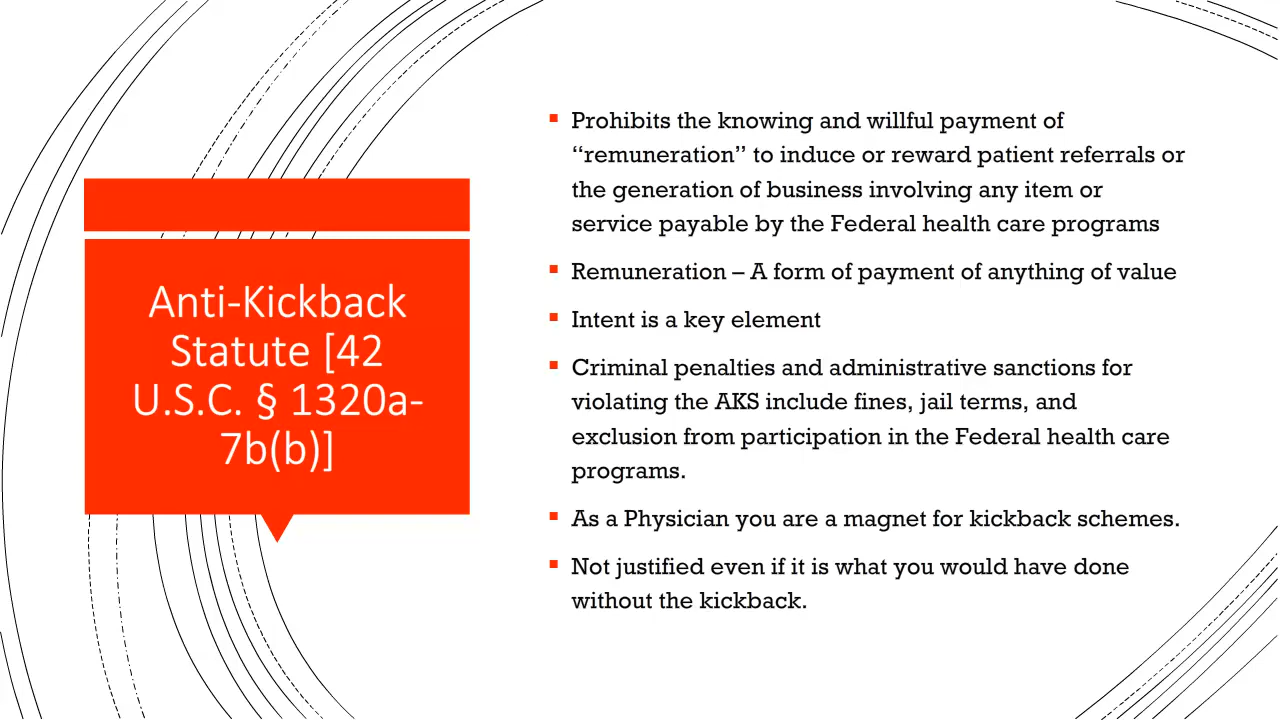 Anti-Kickback
Statute [42
U.S.C. § 1320a-
7b(b)]
▪ Prohibits the knowing and willful payment of
“remuneration” to induce or reward patient referrals or
the generation of business involving any item or
service payable by the Federal health care programs
▪ Remuneration – A form of payment of anything of value
▪ Intent is a key element
▪ Criminal penalties and administrative sanctions for
violating the AKS include fines, jail terms, and
exclusion from participation in the Federal health care
programs.
▪ As a Physician you are a magnet for kickback schemes.
▪ Not justified even if it is what you would have done
without the kickback.